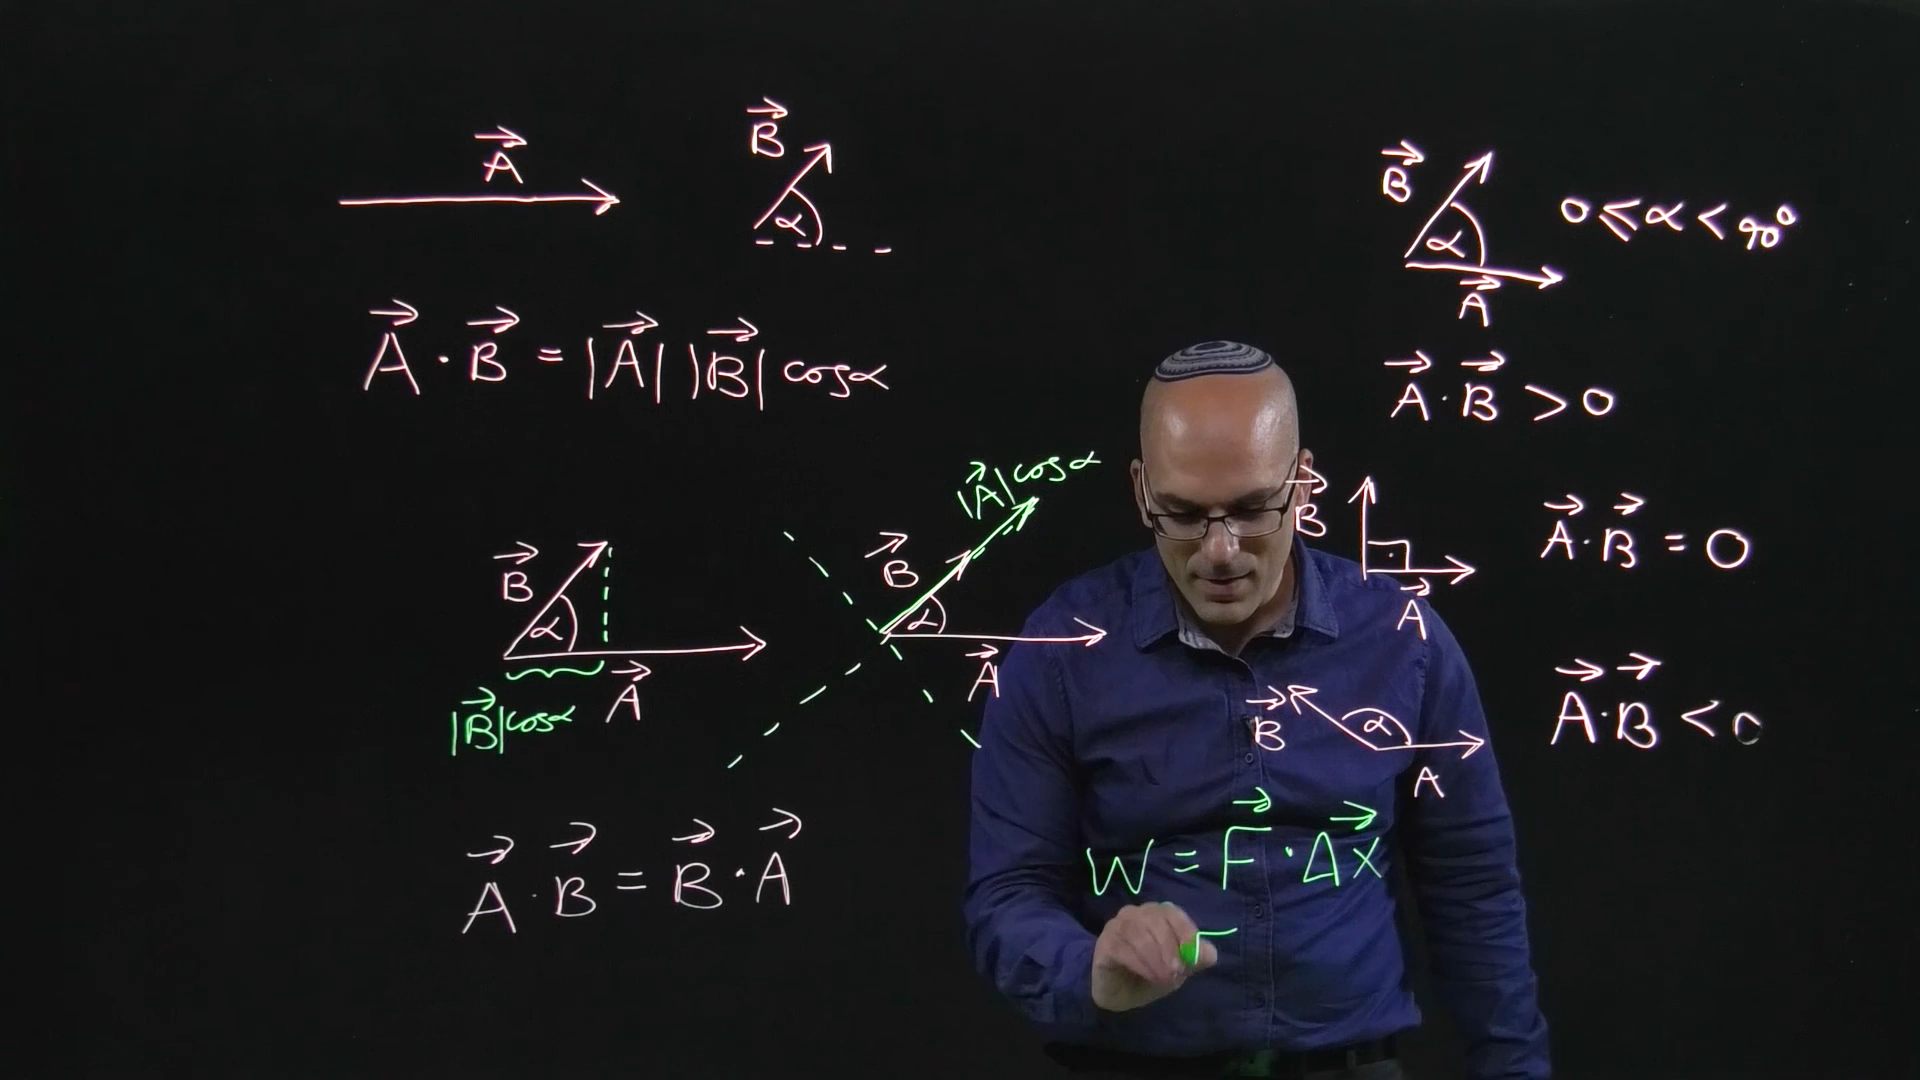 A⃗
B⃗
α
A⃗ · B⃗ = |A⃗| |B⃗| cosα
B⃗
α
A⃗
|B⃗|cosα
|A⃗|cosα
B⃗
α
A⃗
A⃗ · B⃗ = B⃗ · A⃗
B⃗
α
A⃗
0 ≤ α < 90°
A⃗ · B⃗ > 0
B⃗
A⃗
A⃗ · B⃗ = 0
B⃗
α
A
A⃗ · B⃗ < 0
W = F⃗ · Δx⃗